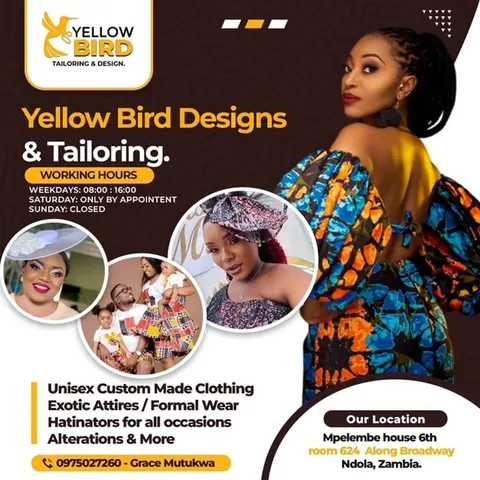 YELLOW
BIRD
TAILORING & DESIGN.
Yellow Bird Designs
& Tailoring.
WORKING HOURS
WEEKDAYS: 08:00 : 16:00
SATURDAY: ONLY BY APPOINTENT
SUNDAY: CLOSED
Unisex Custom Made Clothing
Exotic Attires / Formal Wear
Hatinators for all occasions
Alterations & More
0975027260 - Grace Mutukwa
Our Location
Mpelembe house 6th
room 624 Along Broadway
Ndola, Zambia.